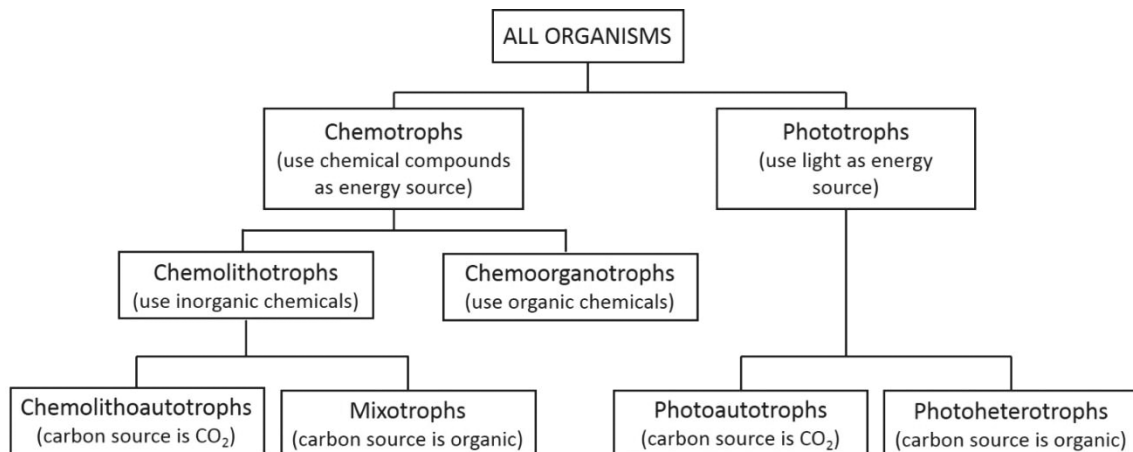 ALL ORGANISMS
Chemotrophs
(use chemical compounds
as energy source)
Phototrophs
(use light as energy
source)
Chemolithotrophs
(use inorganic chemicals)
Chemoorganotrophs
(use organic chemicals)
Chemolithoautotrophs
(carbon source is CO₂)
Mixotrophs
(carbon source is organic)
Photoautotrophs
(carbon source is CO₂)
Photoheterotrophs
(carbon source is organic)